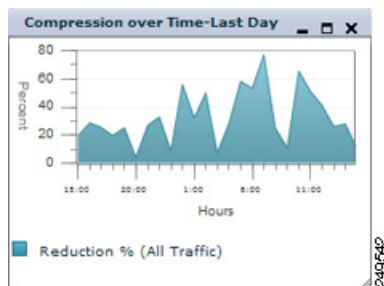 Compression over Time-Last Day
80
60
40
20
0
Percent
15:00 20:00 1:00 6:00 11:00
Hours
Reduction % (All Traffic)
249542